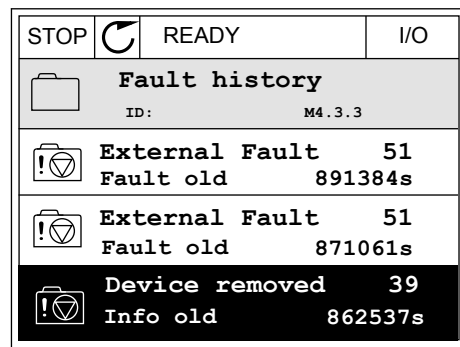 STOP READY I/O
Fault history
ID: M4.3.3
External Fault 51
Fault old 891384s
External Fault 51
Fault old 871061s
Device removed 39
Info old 862537s